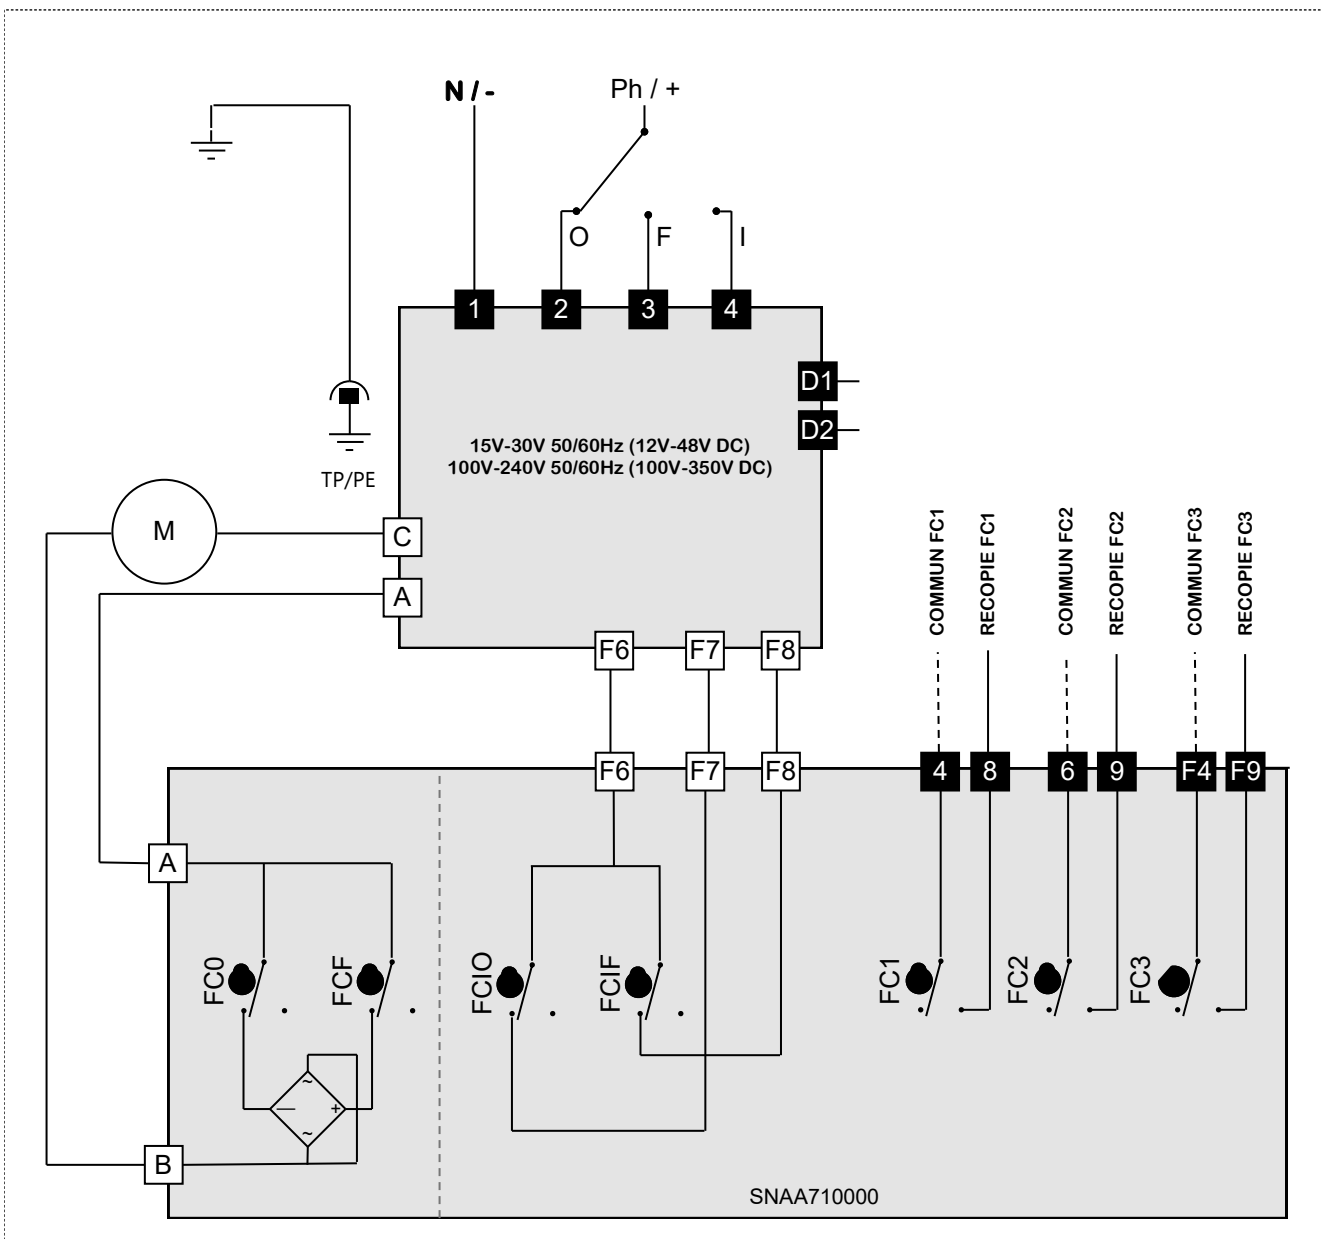 N / -
Ph / +
O
F
I
1
2
3
4
D1
D2
15V-30V 50/60Hz (12V-48V DC)
100V-240V 50/60Hz (100V-350V DC)
TP/PE
M
C
A
F6
F7
F8
COMMUN FC1
RECOPIE FC1
COMMUN FC2
RECOPIE FC2
COMMUN FC3
RECOPIE FC3
F6
F7
F8
4
8
6
9
F4
F9
A
FC0
FCF
FCIO
FCIF
FC1
FC2
FC3
~
— +
~
B
SNAA710000